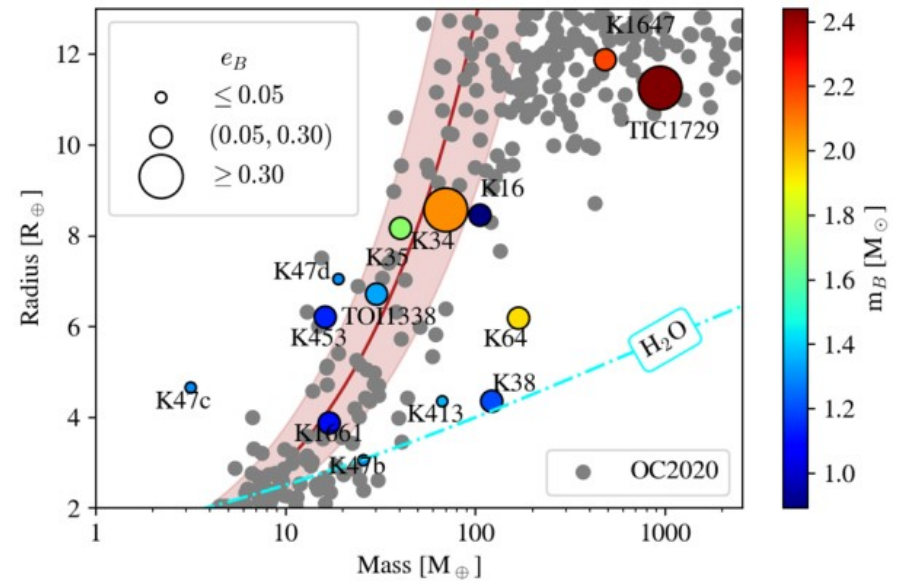 e_B
≤ 0.05
(0.05, 0.30)
≥ 0.30
K1647
TIC1729
K16
K34
K35
K47d
TOI1338
K453
K64
H₂O
K38
K47c
K413
K1661
K47b
OC2020
12
10
8
6
4
2
Radius [R⊕]
1
10
100
1000
Mass [M⊕]
2.4
2.2
2.0
1.8
1.6
1.4
1.2
1.0
m_B [M⊙]